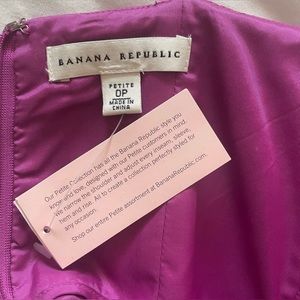 BANANA REPUBLIC
PETITE
0P
MADE IN
CHINA
Our Petite Collection has all the Banana Republic style you
know and love, designed with our Petite customers in mind.
We narrow the shoulder and adjust every inseam, sleeve,
hem and rise. All to create a collection perfectly styled for
any occasion.
Shop our entire Petite assortment at BananaRepublic.com.